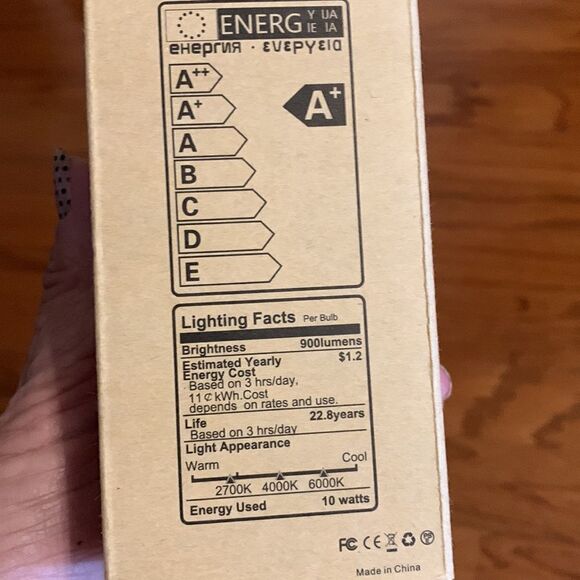 ENERG Y UA
IE IA
енергия · ενεργεια
A++
A+
A+
A
B
C
D
E
Lighting Facts Per Bulb
Brightness 900lumens
Estimated Yearly $1.2
Energy Cost
Based on 3 hrs/day,
11 ¢ kWh.Cost
depends on rates and use.
Life 22.8years
Based on 3 hrs/day
Light Appearance
Warm Cool
2700K 4000K 6000K
Energy Used 10 watts
FC CE
Made in China